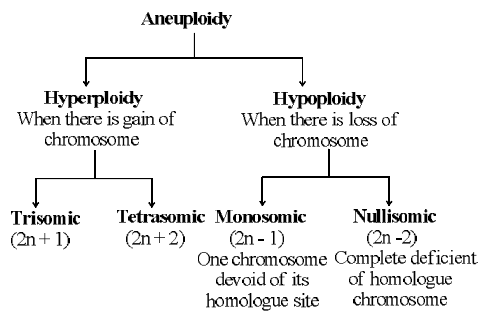 Aneuploidy
Hyperploidy
When there is gain of
chromosome
Hypoploidy
When there is loss of
chromosome
Trisomic
(2n + 1)
Tetrasomic
(2n + 2)
Monosomic
(2n - 1)
One chromosome
devoid of its
homologue site
Nullisomic
(2n -2)
Complete deficient
of homologue
chromosome